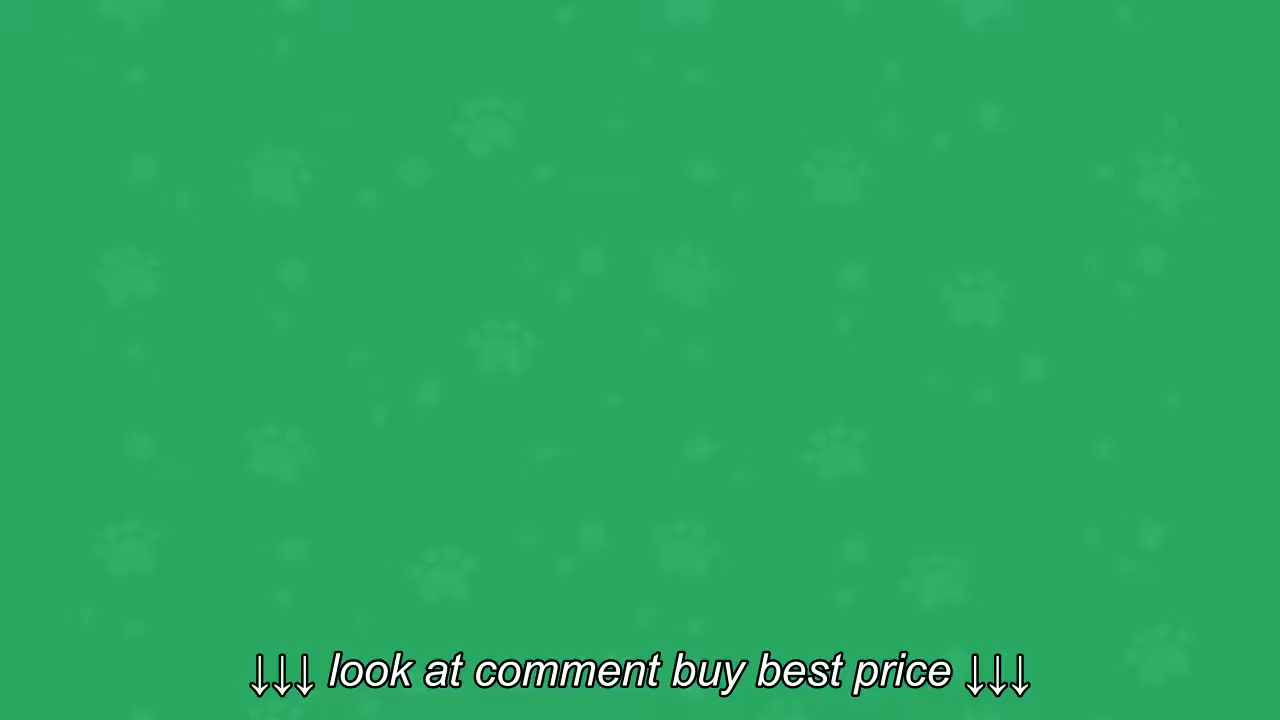 ↓↓↓ look at comment buy best price ↓↓↓